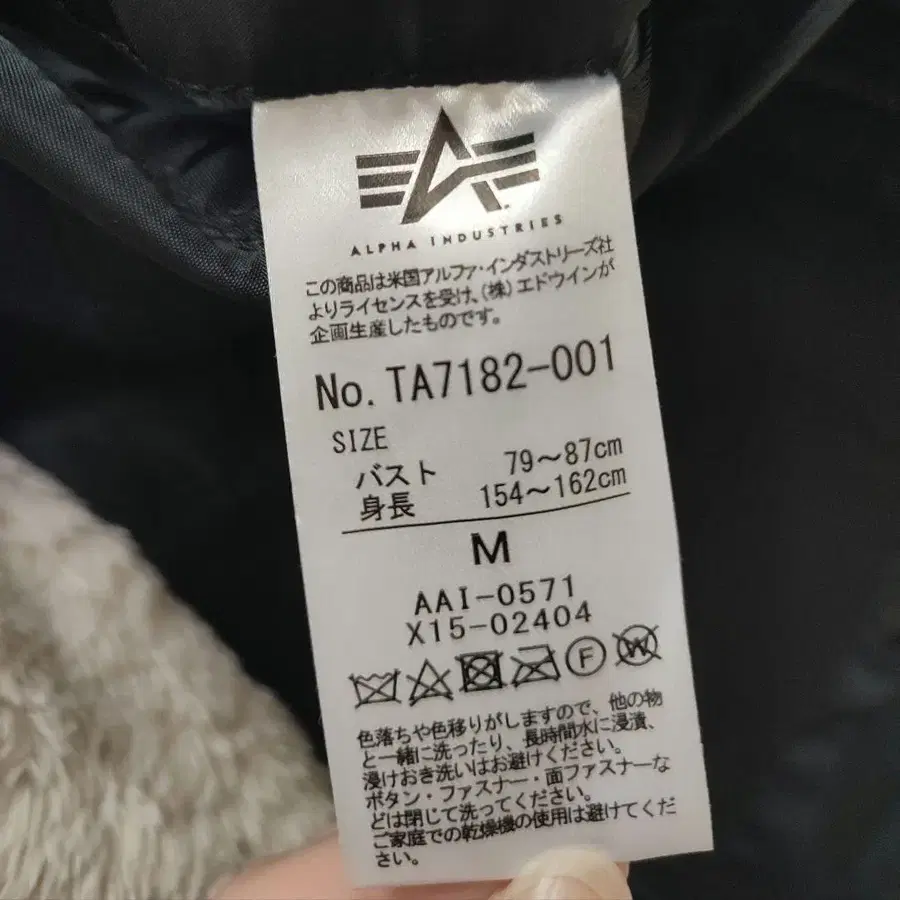 ALPHA INDUSTRIES
この商品は米国アルファ・インダストリーズ社
よりライセンスを受け、(株)エドウインが
企画生産したものです。
No. TA7182-001
SIZE
バスト 79～87cm
身長 154～162cm
M
AAI-0571
X15-02404
F W
色落ちや色移りがしますので、他の物
と一緒に洗ったり、長時間水に浸漬、
浸けおき洗いはお避けください。
ボタン・ファスナー・面ファスナーな
どは閉じて洗ってください。
ご家庭での乾燥機の使用は避けてくだ
さい。